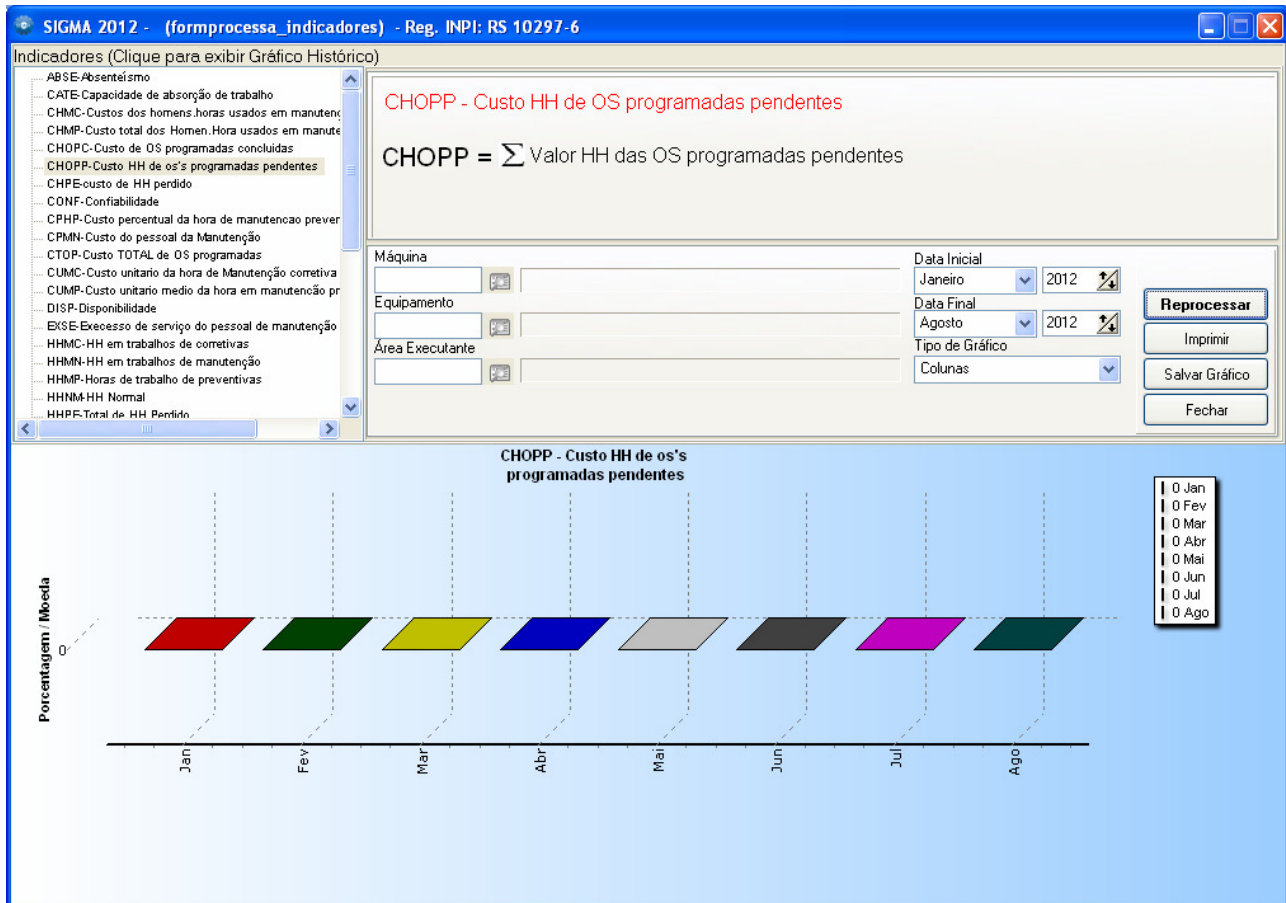 SIGMA 2012 - (formprocessa_indicadores) - Reg. INPI: RS 10297-6
Indicadores (Clique para exibir Gráfico Histórico)
ABSE-Absenteísmo
CATE-Capacidade de absorção de trabalho
CHMC-Custos dos homens.horas usados em manutenç
CHMP-Custo total dos Homen.Hora usados em manute
CHOPC-Custo de OS programadas concluidas
CHOPP-Custo HH de os's programadas pendentes
CHPE-custo de HH perdido
CONF-Confiabilidade
CPHP-Custo percentual da hora de manutencao prever
CPMN-Custo do pessoal da Manutenção
CTOP-Custo TOTAL de OS programadas
CUMC-Custo unitario da hora de Manutenção corretiva
CUMP-Custo unitario medio da hora em manutencão pr
DISP-Disponibilidade
EXSE-Execesso de serviço do pessoal de manutenção
HHMC-HH em trabalhos de corretivas
HHMN-HH em trabalhos de manutenção
HHMP-Horas de trabalho de preventivas
HHNM-HH Normal
HHPE-Total de HH Perdido
CHOPP - Custo HH de OS programadas pendentes
CHOPP = ∑ Valor HH das OS programadas pendentes
Máquina
Equipamento
Área Executante
Data Inicial
Janeiro 2012
Data Final
Agosto 2012
Tipo de Gráfico
Colunas
Reprocessar
Imprimir
Salvar Gráfico
Fechar
CHOPP - Custo HH de os's
programadas pendentes
Porcentagem / Moeda
0
Jan
Fev
Mar
Abr
Mai
Jun
Jul
Ago
0 Jan
0 Fev
0 Mar
0 Abr
0 Mai
0 Jun
0 Jul
0 Ago